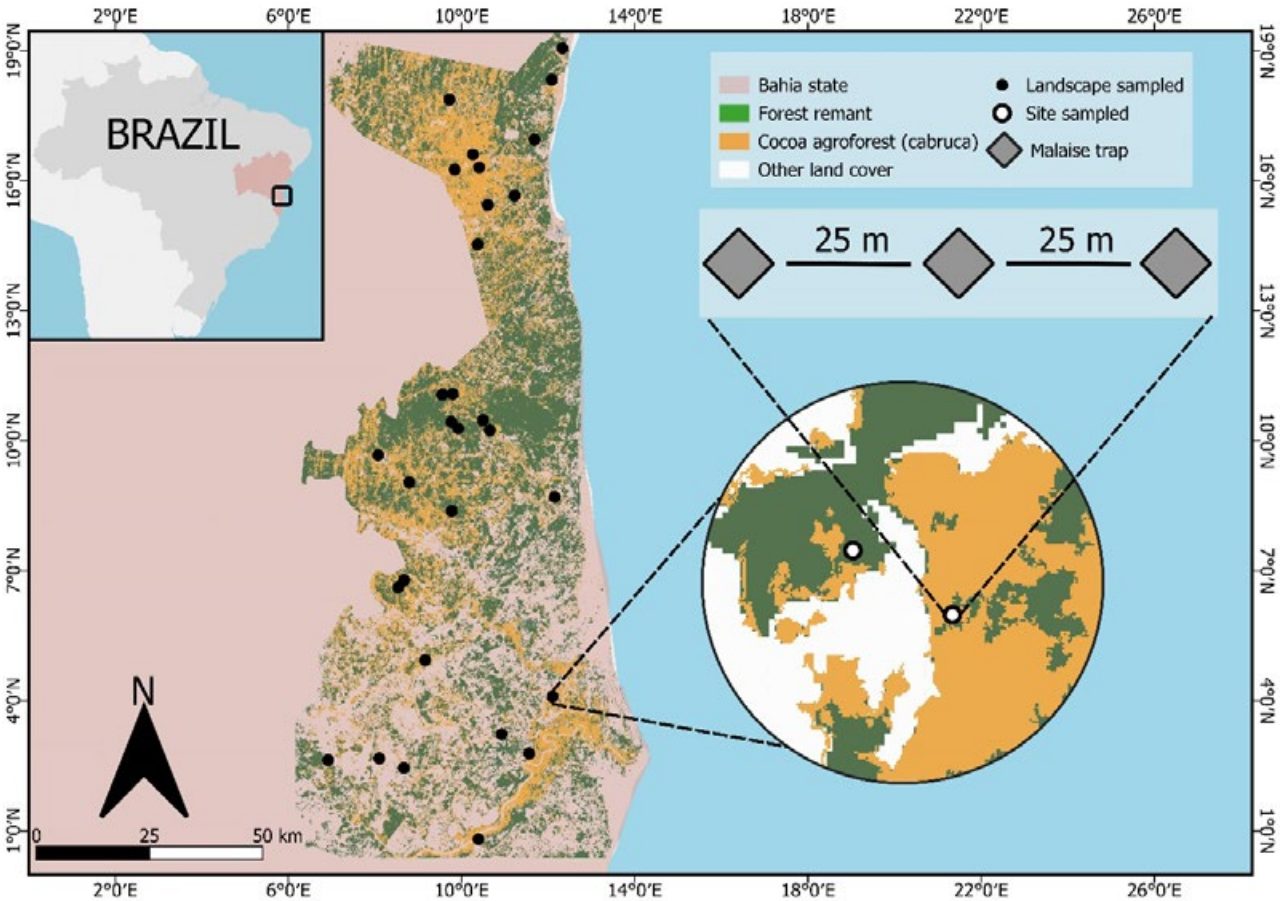 2°0'E 6°0'E 10°0'E 14°0'E 18°0'E 22°0'E 26°0'E
19°0'N 19°0'N
BRAZIL
Bahia state
Forest remant
Cocoa agroforest (cabruca)
Other land cover
Landscape sampled
Site sampled
Malaise trap
16°0'N 16°0'N
25 m 25 m
13°0'N 13°0'N
10°0'N 10°0'N
7°0'N 7°0'N
4°0'N 4°0'N
N
0 25 50 km
1°0'N 1°0'N
2°0'E 6°0'E 10°0'E 14°0'E 18°0'E 22°0'E 26°0'E